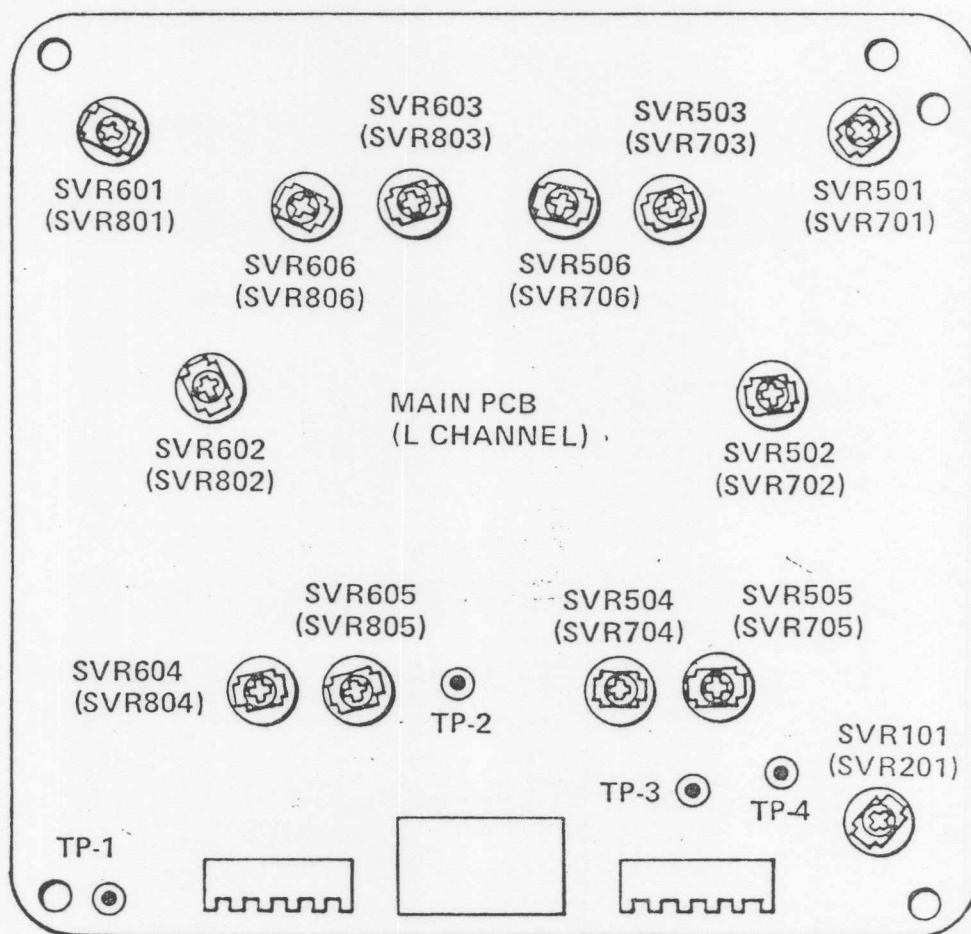 SVR603
(SVR803)
SVR503
(SVR703)
SVR601
(SVR801)
SVR501
(SVR701)
SVR606
(SVR806)
SVR506
(SVR706)
MAIN PCB
(L CHANNEL)
SVR602
(SVR802)
SVR502
(SVR702)
SVR605
(SVR805)
SVR504
(SVR704)
SVR505
(SVR705)
SVR604
(SVR804)
TP-2
SVR101
(SVR201)
TP-3
TP-4
TP-1